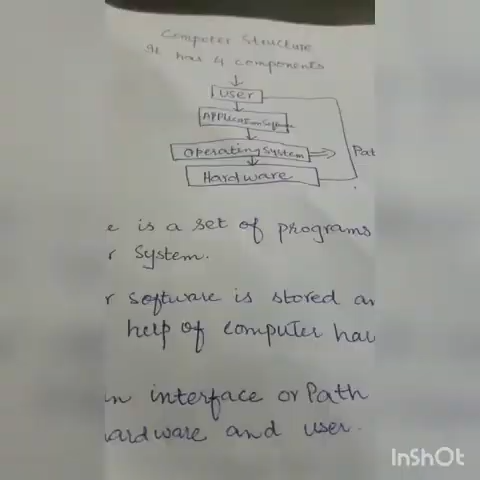 Computer Structure
It has 4 components
User
Application Software
Operating System
Pat
Hardware
e is a set of programs
r System.
r software is stored an
help of computer har
an interface or Path
ardware and user.
InShOt